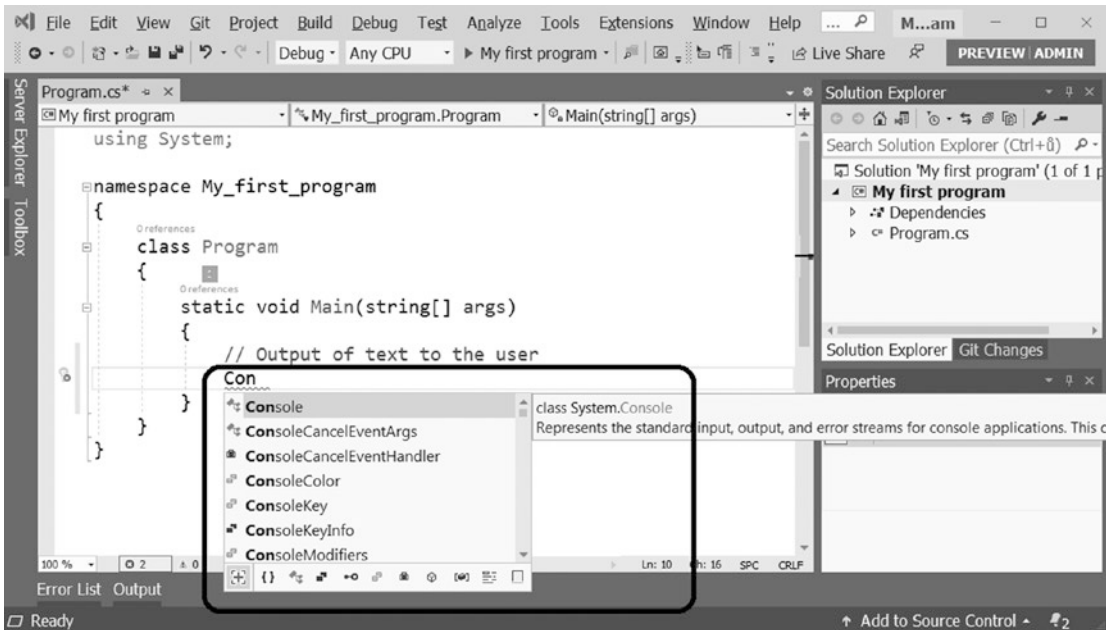 File Edit View Git Project Build Debug Test Analyze Tools Extensions Window Help ... M...am
Debug Any CPU My first program Live Share PREVIEW ADMIN
Server Explorer
Toolbox
Program.cs*
My first program My_first_program.Program Main(string[] args)
using System;
namespace My_first_program
{
0 references
class Program
{
0 references
static void Main(string[] args)
{
// Output of text to the user
Con
}
}
}
Console
ConsoleCancelEventArgs
ConsoleCancelEventHandler
ConsoleColor
ConsoleKey
ConsoleKeyInfo
ConsoleModifiers
class System.Console
Represents the standard input, output, and error streams for console applications. This c
100 % 2 0 Ln: 10 Ch: 16 SPC CRLF
Error List Output
Solution Explorer
Search Solution Explorer (Ctrl+ů)
Solution 'My first program' (1 of 1 p
My first program
Dependencies
C# Program.cs
Solution Explorer Git Changes
Properties
Ready Add to Source Control 2